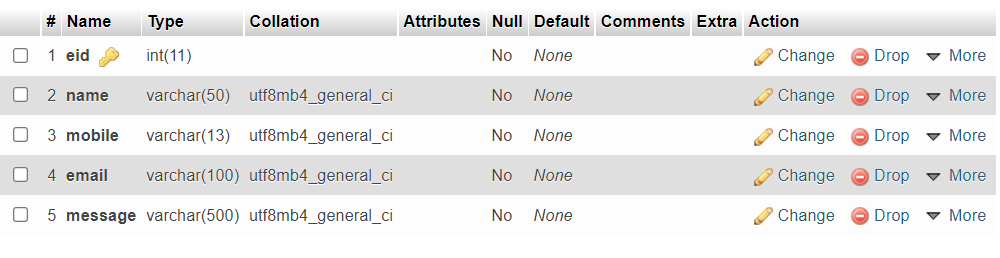 # Name Type Collation Attributes Null Default Comments Extra Action
1 eid int(11) No None Change Drop More
2 name varchar(50) utf8mb4_general_ci No None Change Drop More
3 mobile varchar(13) utf8mb4_general_ci No None Change Drop More
4 email varchar(100) utf8mb4_general_ci No None Change Drop More
5 message varchar(500) utf8mb4_general_ci No None Change Drop More